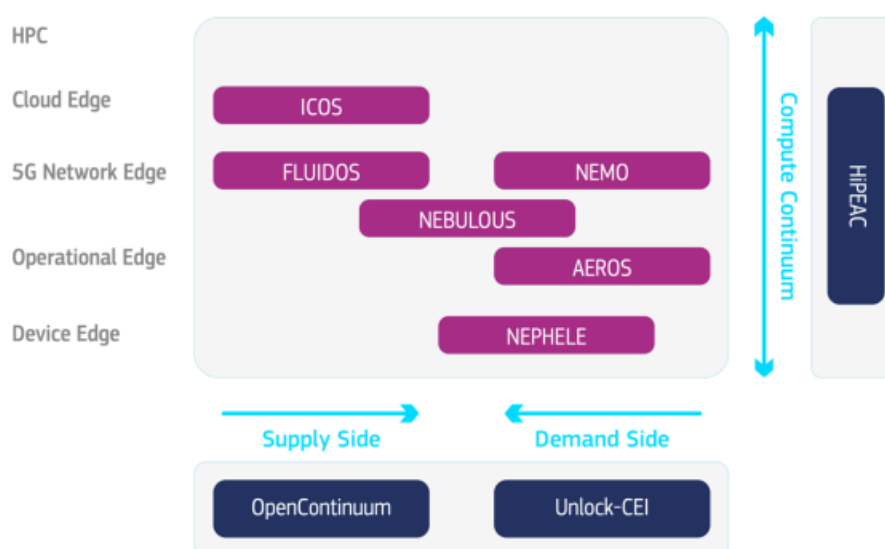 HPC
Cloud Edge
ICOS
5G Network Edge
FLUIDOS
NEMO
NEBULOUS
Operational Edge
AEROS
Device Edge
NEPHELE
Compute Continuum
HiPEAC
Supply Side
Demand Side
OpenContinuum
Unlock-CEI